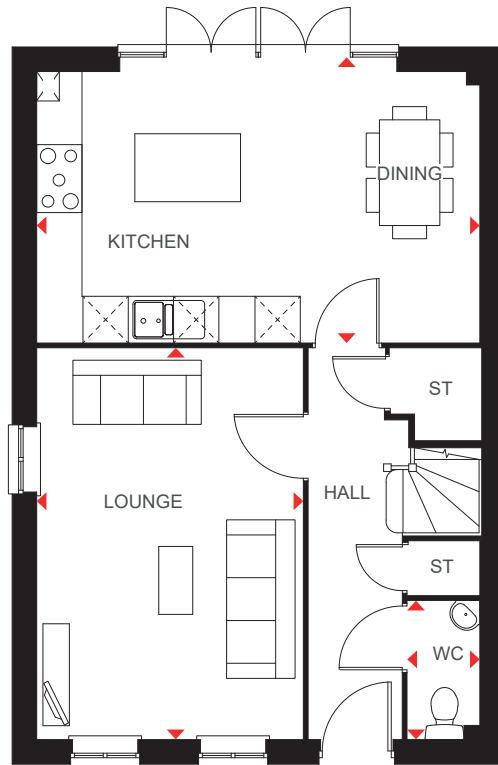 DINING
KITCHEN
ST
LOUNGE
HALL
ST
WC